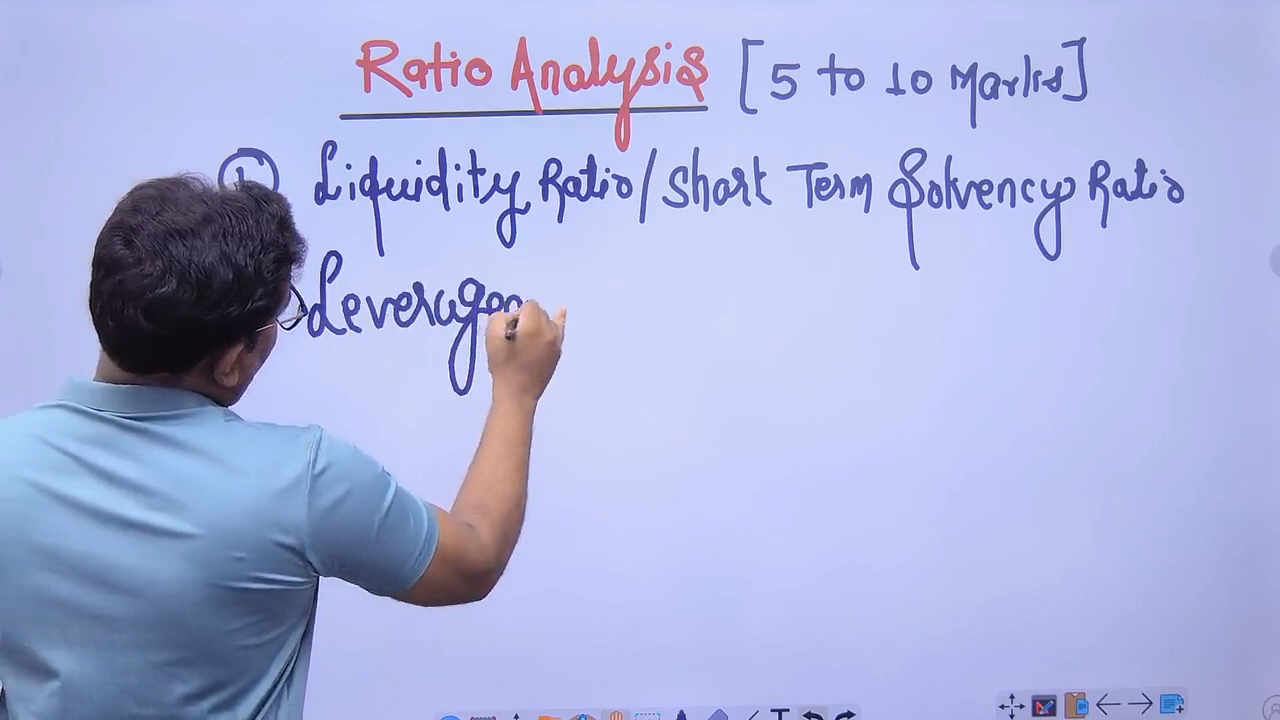 Ratio Analysis [5 to 10 Marks]
Liquidity Ratio/Short Term Solvency Ratio
Leverage